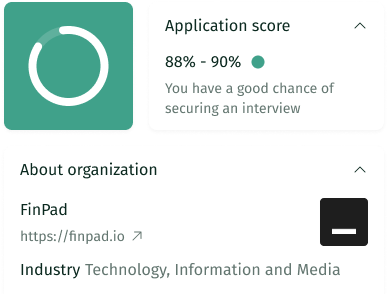 Application score
88% - 90%
You have a good chance of
securing an interview
About organization
FinPad
https://finpad.io
Industry Technology, Information and Media